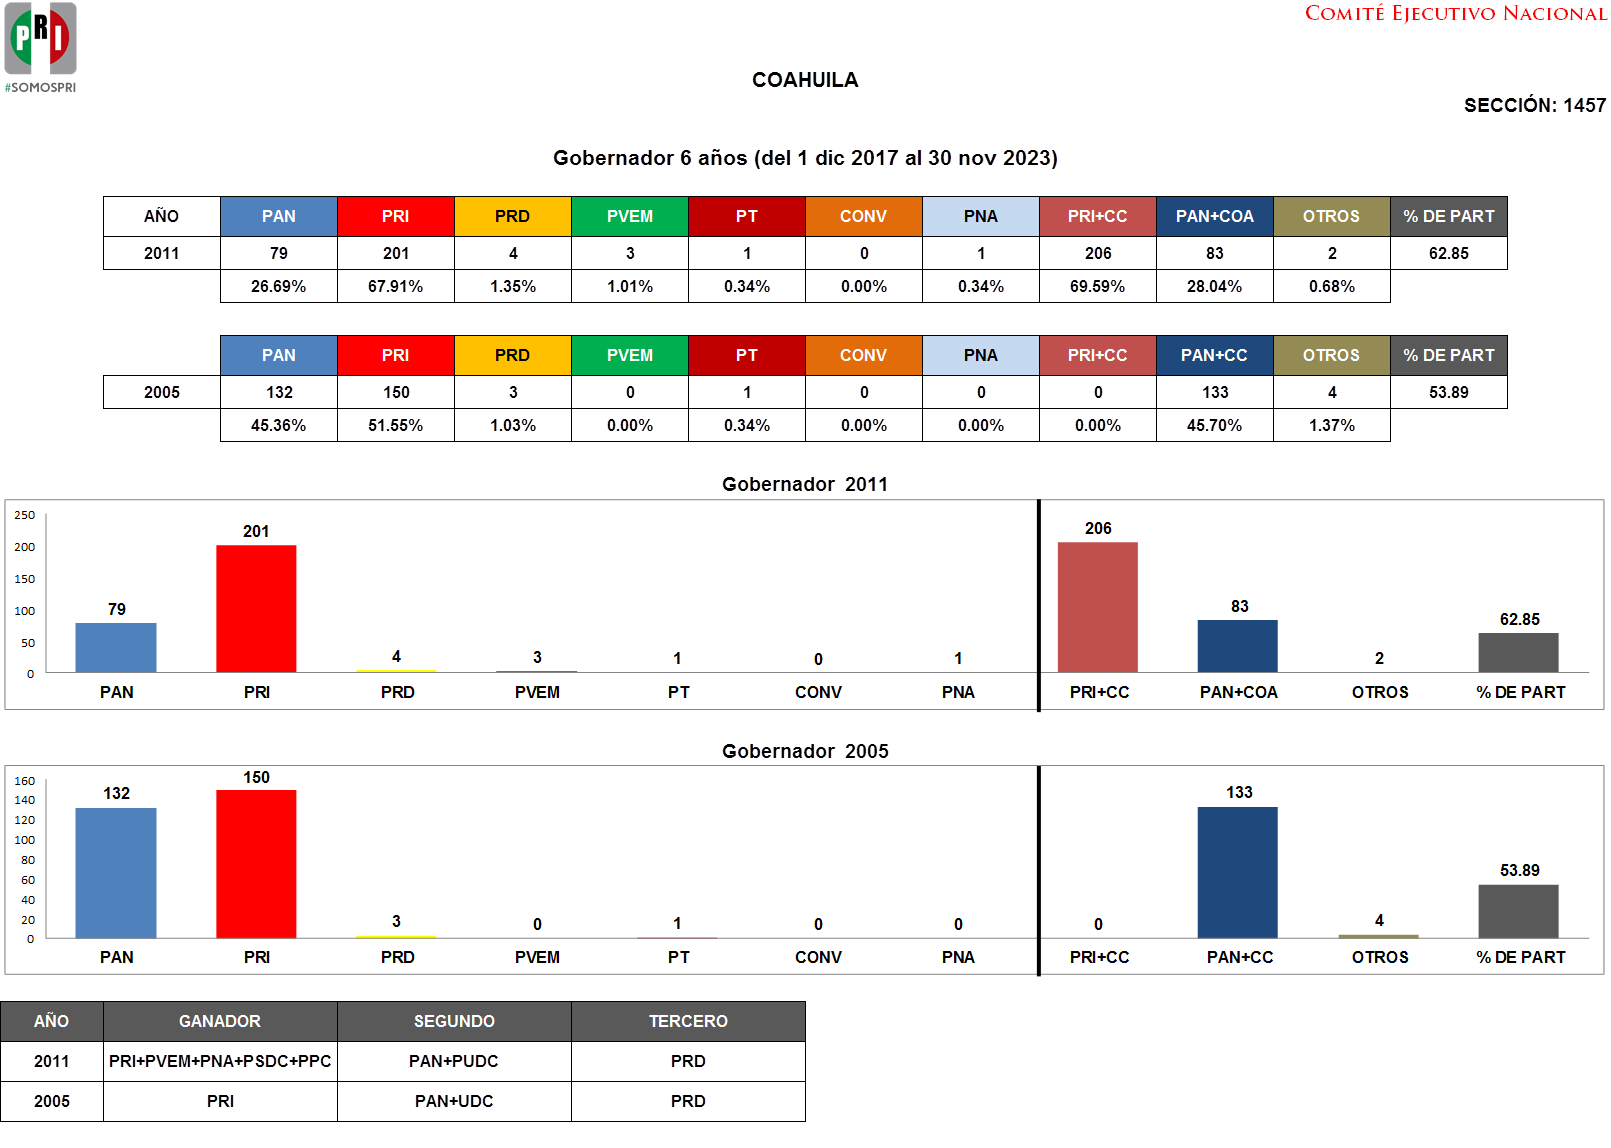 PRI
#SOMOSPRI
COMITÉ EJECUTIVO NACIONAL
COAHUILA
SECCIÓN: 1457
Gobernador 6 años (del 1 dic 2017 al 30 nov 2023)
AÑO PAN PRI PRD PVEM PT CONV PNA PRI+CC PAN+COA OTROS % DE PART
2011 79 201 4 3 1 0 1 206 83 2 62.85
26.69% 67.91% 1.35% 1.01% 0.34% 0.00% 0.34% 69.59% 28.04% 0.68%
PAN PRI PRD PVEM PT CONV PNA PRI+CC PAN+CC OTROS % DE PART
2005 132 150 3 0 1 0 0 0 133 4 53.89
45.36% 51.55% 1.03% 0.00% 0.34% 0.00% 0.00% 0.00% 45.70% 1.37%
Gobernador 2011
250
200
150
100
50
0
79 201 4 3 1 0 1 206 83 2 62.85
PAN PRI PRD PVEM PT CONV PNA PRI+CC PAN+COA OTROS % DE PART
Gobernador 2005
160
140
120
100
80
60
40
20
0
132 150 3 0 1 0 0 0 133 4 53.89
PAN PRI PRD PVEM PT CONV PNA PRI+CC PAN+CC OTROS % DE PART
AÑO GANADOR SEGUNDO TERCERO
2011 PRI+PVEM+PNA+PSDC+PPC PAN+PUDC PRD
2005 PRI PAN+UDC PRD